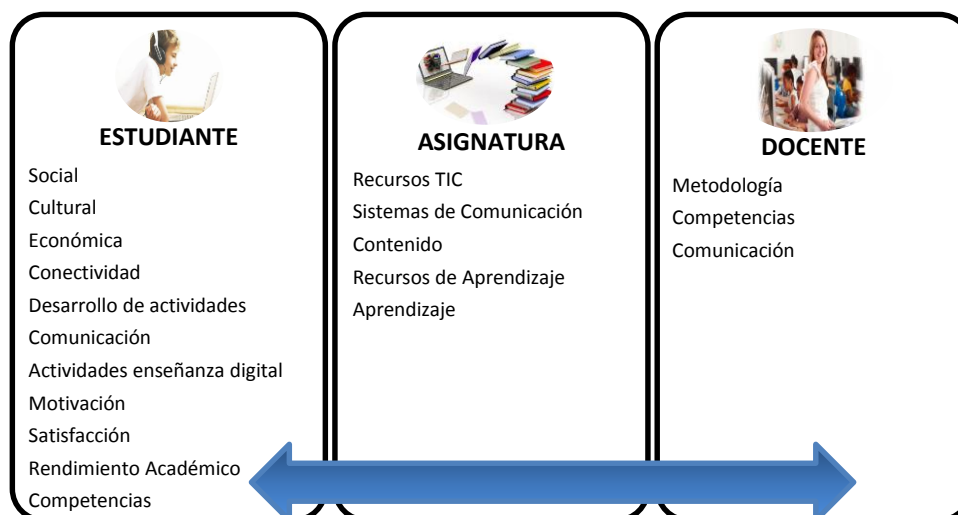 ESTUDIANTE
Social
Cultural
Económica
Conectividad
Desarrollo de actividades
Comunicación
Actividades enseñanza digital
Motivación
Satisfacción
Rendimiento Académico
Competencias
ASIGNATURA
Recursos TIC
Sistemas de Comunicación
Contenido
Recursos de Aprendizaje
Aprendizaje
DOCENTE
Metodología
Competencias
Comunicación